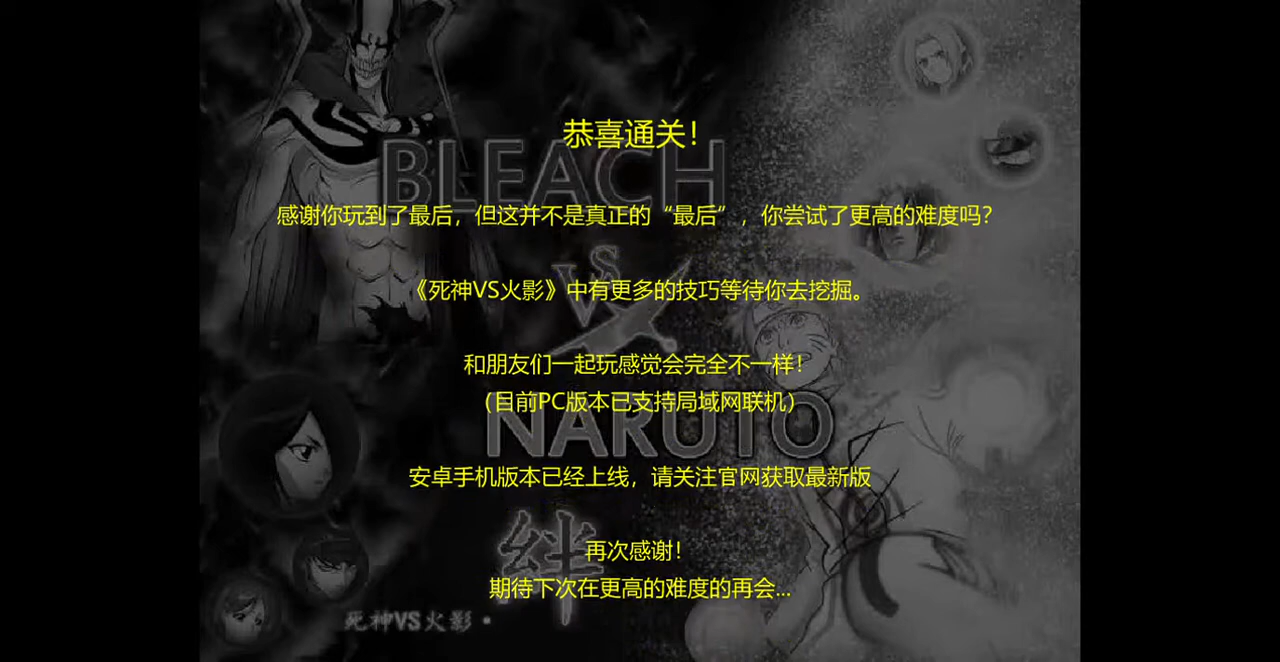 恭喜通关！
BLEACH
感谢你玩到了最后，但这并不是真正的“最后”，你尝试了更高的难度吗？
VS
《死神VS火影》中有更多的技巧等待你去挖掘。
和朋友们一起玩感觉会完全不一样！
（目前PC版本已支持局域网联机）
NARUTO
安卓手机版本已经上线，请关注官网获取最新版
絆
再次感谢！
期待下次在更高的难度的再会...
死神VS火影·